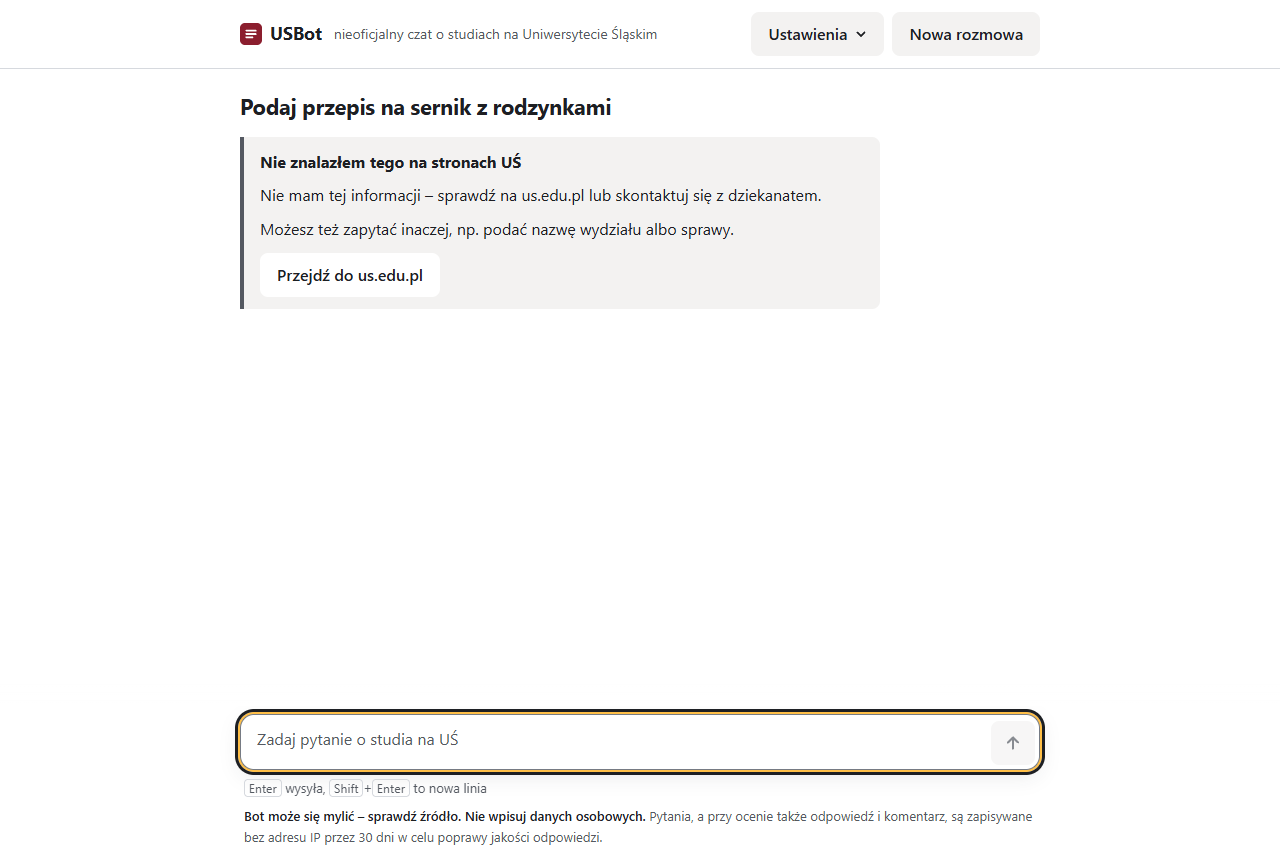 USBot nieoficjalny czat o studiach na Uniwersytecie Śląskim Ustawienia Nowa rozmowa
Podaj przepis na sernik z rodzynkami
Nie znalazłem tego na stronach UŚ
Nie mam tej informacji – sprawdź na us.edu.pl lub skontaktuj się z dziekanatem.
Możesz też zapytać inaczej, np. podać nazwę wydziału albo sprawy.
Przejdź do us.edu.pl
Zadaj pytanie o studia na UŚ
Enter wysyła, Shift+Enter to nowa linia
Bot może się mylić – sprawdź źródło. Nie wpisuj danych osobowych. Pytania, a przy ocenie także odpowiedź i komentarz, są zapisywane
bez adresu IP przez 30 dni w celu poprawy jakości odpowiedzi.